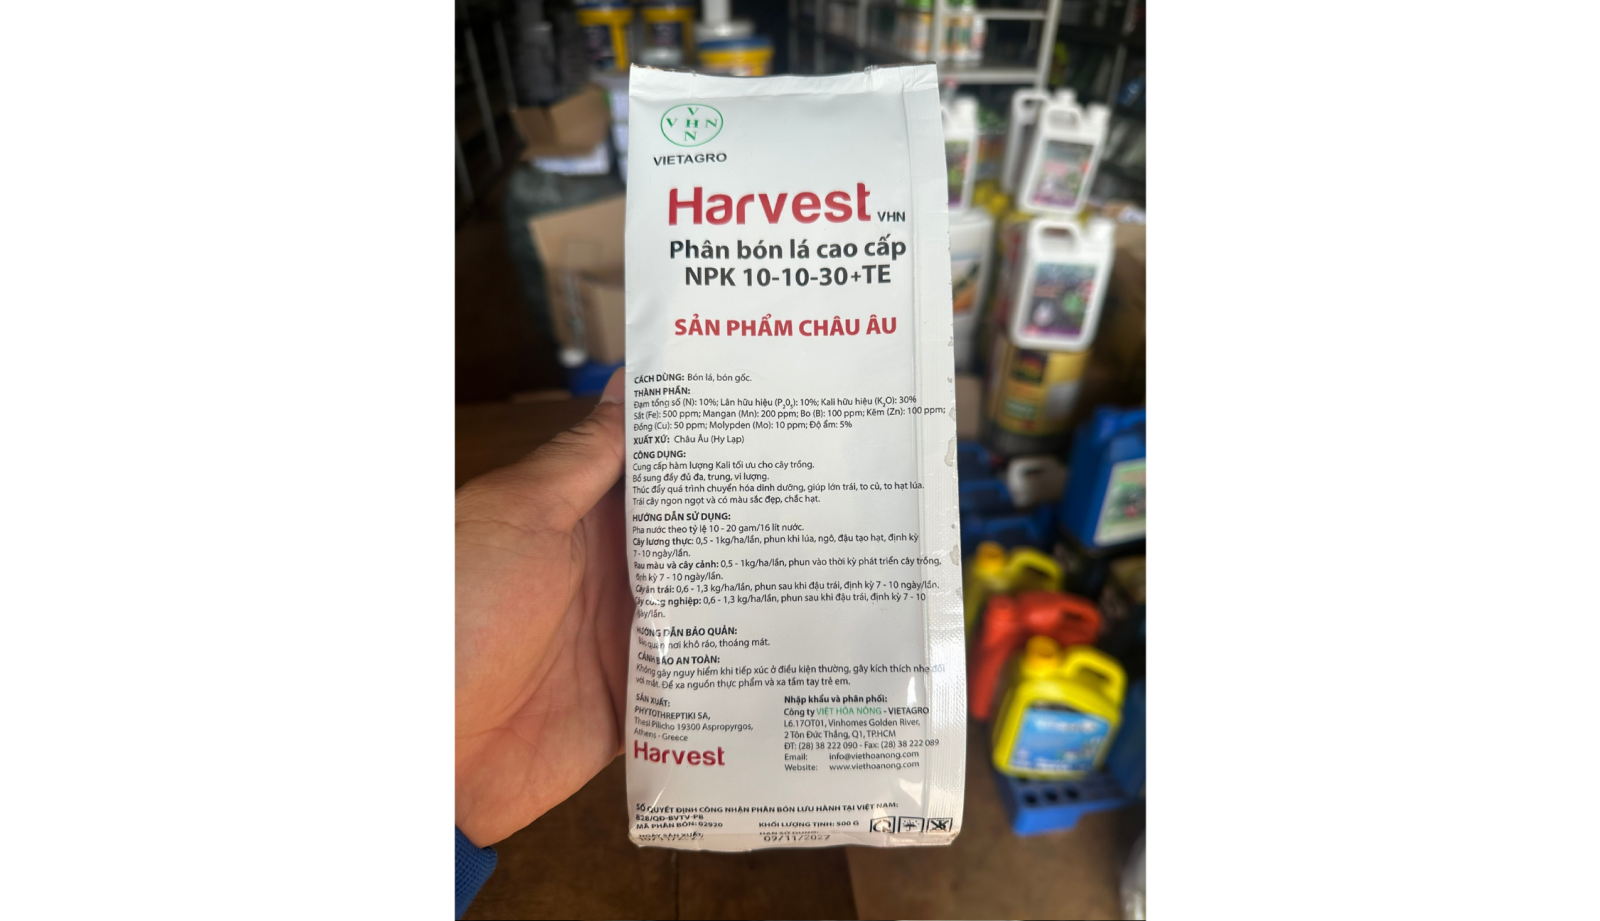 V
V H N
N
VIETAGRO
Harvest VHN
Phân bón lá cao cấp
NPK 10-10-30+TE
SẢN PHẨM CHÂU ÂU
CÁCH DÙNG: Bón lá, bón gốc.
THÀNH PHẦN:
Đạm tổng số (N): 10%; Lân hữu hiệu (P₂O₅): 10%; Kali hữu hiệu (K₂O): 30%
Sắt (Fe): 500 ppm; Mangan (Mn): 200 ppm; Bo (B): 100 ppm; Kẽm (Zn): 100 ppm;
Đồng (Cu): 50 ppm; Molypden (Mo): 10 ppm; Độ ẩm: 5%
XUẤT XỨ: Châu Âu (Hy Lạp)
CÔNG DỤNG:
Cung cấp hàm lượng Kali tối ưu cho cây trồng.
Bổ sung đầy đủ đa, trung, vi lượng.
Thúc đẩy quá trình chuyển hóa dinh dưỡng, giúp lớn trái, to củ, to hạt lúa.
Trái cây ngon ngọt và có màu sắc đẹp, chắc hạt.
HƯỚNG DẪN SỬ DỤNG:
Pha nước theo tỷ lệ 10 - 20 gam/16 lít nước.
Cây lương thực: 0,5 - 1kg/ha/lần, phun khi lúa, ngô, đậu tạo hạt, định kỳ
7-10 ngày/lần.
Rau màu và cây cảnh: 0,5 - 1kg/ha/lần, phun vào thời kỳ phát triển cây trồng,
định kỳ 7 - 10 ngày/lần.
Cây ăn trái: 0,6 - 1,3 kg/ha/lần, phun sau khi đậu trái, định kỳ 7 - 10 ngày/lần.
Cây công nghiệp: 0,6 - 1,3 kg/ha/lần, phun sau khi đậu trái, định kỳ 7 - 10
ngày/lần.
HƯỚNG DẪN BẢO QUẢN:
Bảo quản nơi khô ráo, thoáng mát.
CẢNH BÁO AN TOÀN:
Không gây nguy hiểm khi tiếp xúc ở điều kiện thường, gây kích thích nhẹ đối
với mắt. Để xa nguồn thực phẩm và xa tầm tay trẻ em.
SẢN XUẤT:
PHYTOTHREPTIKI SA,
Thesi Pilicho 19300 Aspropyrgos,
Athens - Greece
Harvest
Nhập khẩu và phân phối:
Công ty VIỆT HÓA NÔNG - VIETAGRO
L6.17OT01, Vinhomes Golden River,
2 Tôn Đức Thắng, Q1, TP.HCM
ĐT: (28) 38 222 090 - Fax: (28) 38 222 089
Email: info@viethoanong.com
Website: www.viethoanong.com
SỐ QUYẾT ĐỊNH CÔNG NHẬN PHÂN BÓN LƯU HÀNH TẠI VIỆT NAM:
828/QĐ-BVTV-PB
MÃ PHÂN BÓN: 02920
KHỐI LƯỢNG TỊNH: 500 G
NGÀY SẢN XUẤT:
HẠN SỬ DỤNG:
09/11/2027